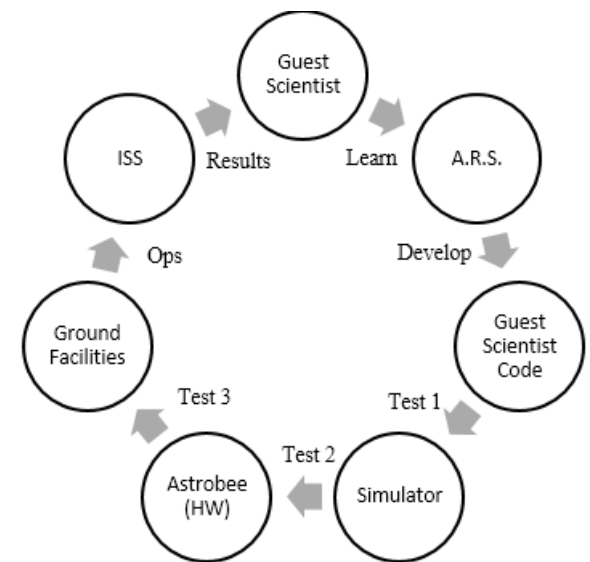 Guest
Scientist
Learn
A.R.S.
Develop
Guest
Scientist
Code
Test 1
Simulator
Test 2
Astrobee
(HW)
Test 3
Ground
Facilities
Ops
ISS
Results